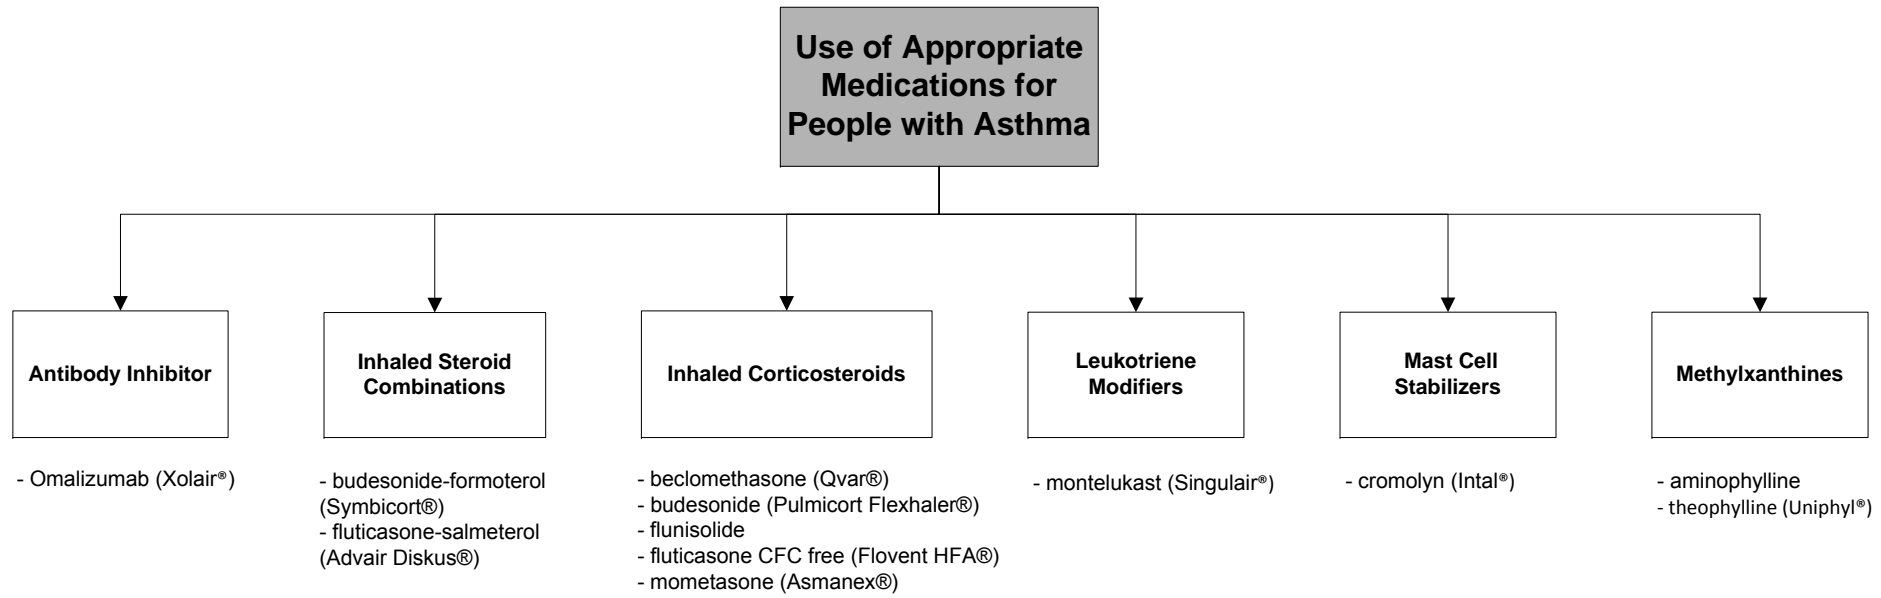 Use of Appropriate
Medications for
People with Asthma
Antibody Inhibitor
Inhaled Steroid
Combinations
Inhaled Corticosteroids
Leukotriene
Modifiers
Mast Cell
Stabilizers
Methylxanthines
- Omalizumab (Xolair®)
- budesonide-formoterol
(Symbicort®)
- fluticasone-salmeterol
(Advair Diskus®)
- beclomethasone (Qvar®)
- budesonide (Pulmicort Flexhaler®)
- flunisolide
- fluticasone CFC free (Flovent HFA®)
- mometasone (Asmanex®)
- montelukast (Singulair®)
- cromolyn (Intal®)
- aminophylline
- theophylline (Uniphyl®)